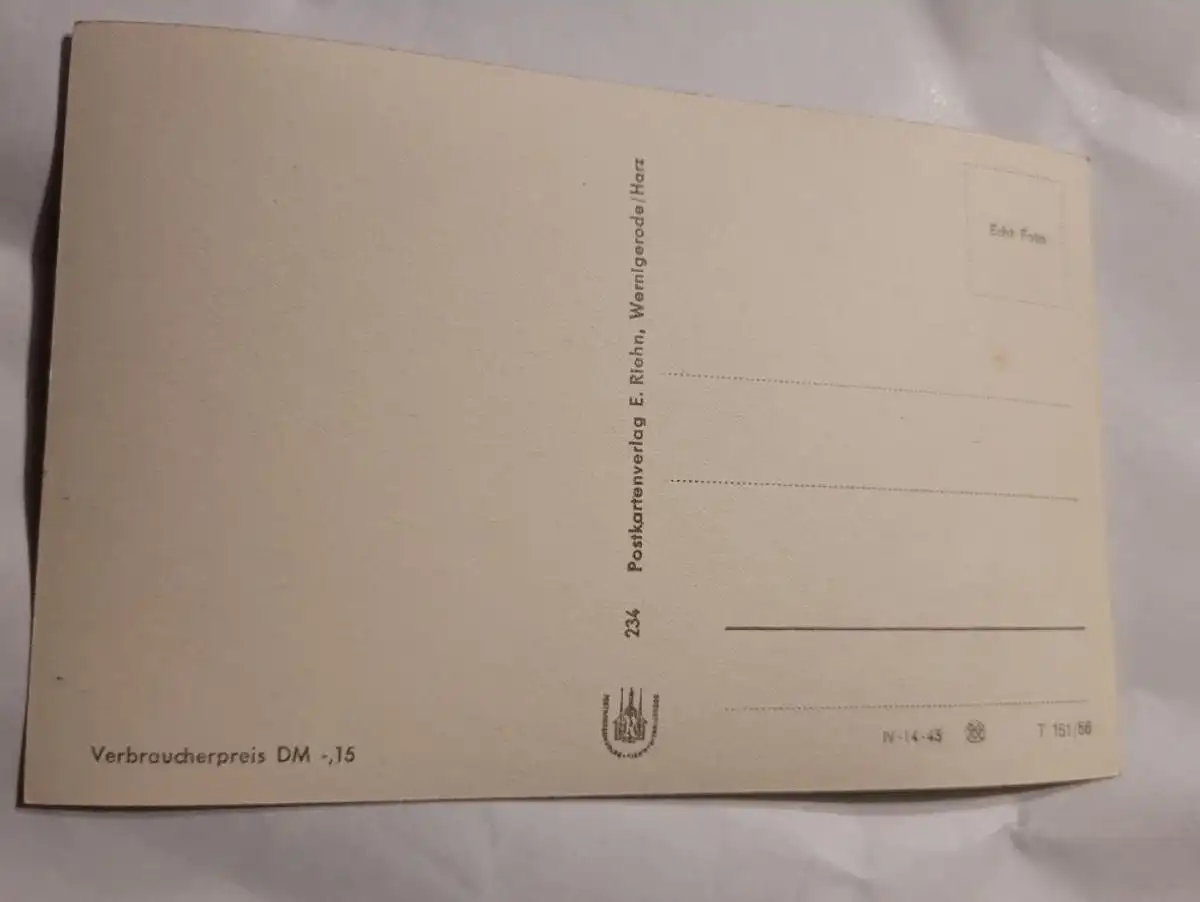 Echt Foto
Postkartenverlag E. Riehn, Wernigerode/Harz
234
IV-14-45
T 151/56
Verbraucherpreis DM -,15